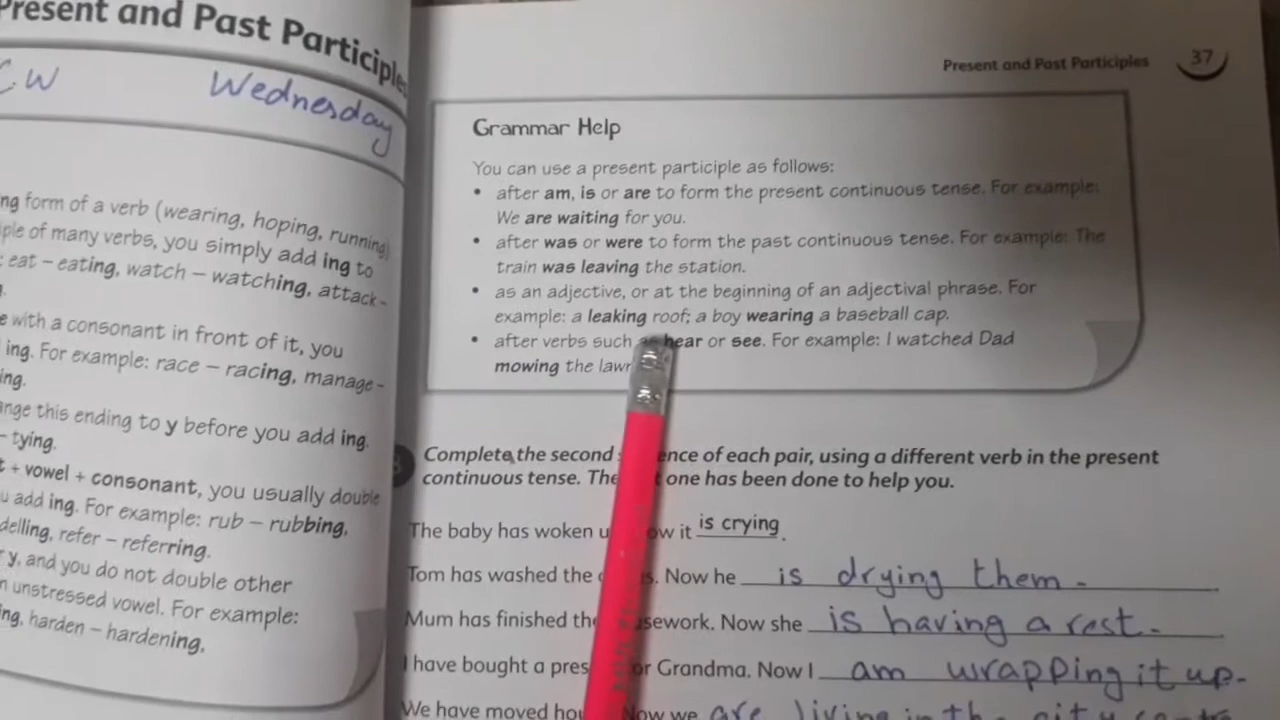 Present and Past Participles
CW Wednesday
ng form of a verb (wearing, hoping, running)
ple of many verbs, you simply add ing to
: eat – eating, watch – watching, attack –
e with a consonant in front of it, you
ing. For example: race – racing, manage –
ing.
nge this ending to y before you add ing.
– tying.
t + vowel + consonant, you usually double
u add ing. For example: rub – rubbing,
delling, refer – referring.
r y, and you do not double other
n unstressed vowel. For example:
ing, harden – hardening,
Present and Past Participles 37
Grammar Help
You can use a present participle as follows:
• after am, is or are to form the present continuous tense. For example:
We are waiting for you.
• after was or were to form the past continuous tense. For example: The
train was leaving the station.
• as an adjective, or at the beginning of an adjectival phrase. For
example: a leaking roof; a boy wearing a baseball cap.
• after verbs such as hear or see. For example: I watched Dad
mowing the lawn
Complete the second ence of each pair, using a different verb in the present
continuous tense. The one has been done to help you.
The baby has woken u ow it is crying.
Tom has washed the s. Now he is drying them.
Mum has finished the usework. Now she is having a rest.
I have bought a pres or Grandma. Now I am wrapping it up.
We have moved hou Now we are living in the city